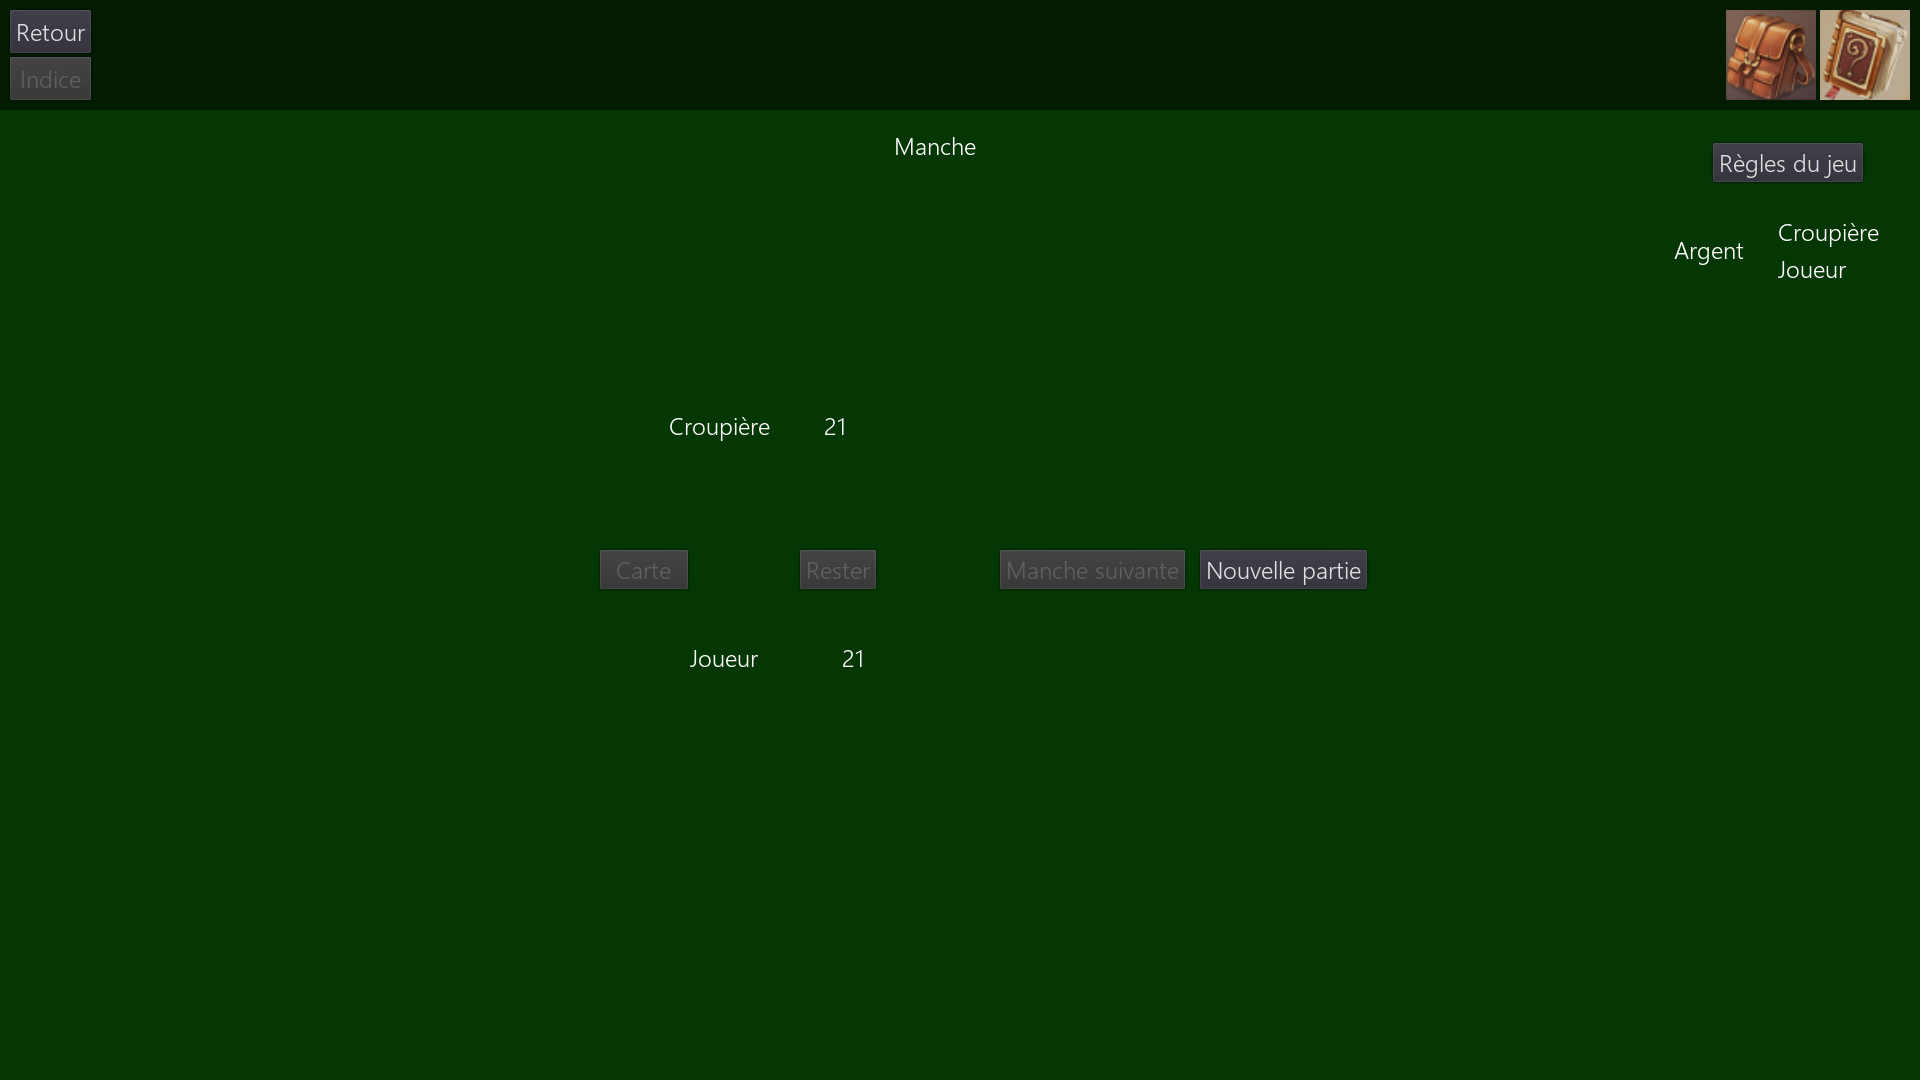 Retour
Indice
Manche
Règles du jeu
Argent
Croupière
Joueur
Croupière 21
Carte Rester Manche suivante Nouvelle partie
Joueur 21